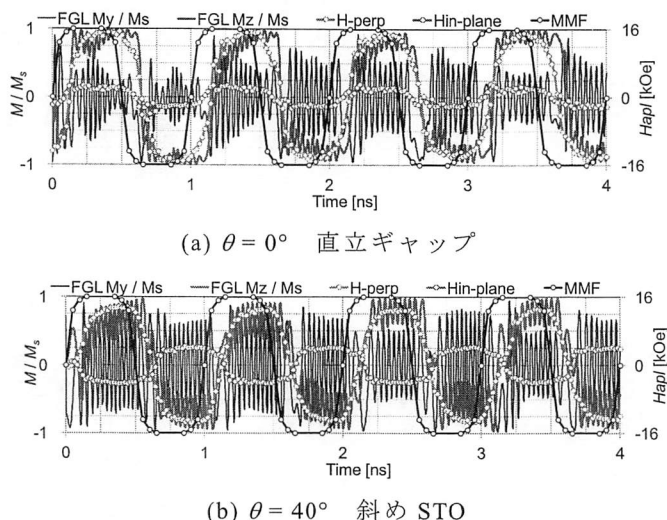 FGL My / Ms FGL Mz / Ms H-perp Hin-plane MMF
1 16
0 0
-1 -16
M / Ms
Hapl [kOe]
0 1 2 3 4
Time [ns]
(a) θ = 0° 直立ギャップ
FGL My / Ms FGL Mz / Ms H-perp Hin-plane MMF
1 16
0 0
-1 -16
M / Ms
Hapl [kOe]
0 1 2 3 4
Time [ns]
(b) θ = 40° 斜め STO